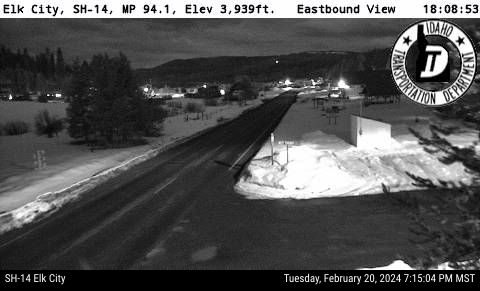 Elk City, SH-14, MP 94.1, Elev 3,939ft.   Eastbound View   18:08:53
IDAHO
TRANSPORTATION DEPARTMENT
SH-14 Elk City   Tuesday, February 20, 2024 7:15:04 PM MST